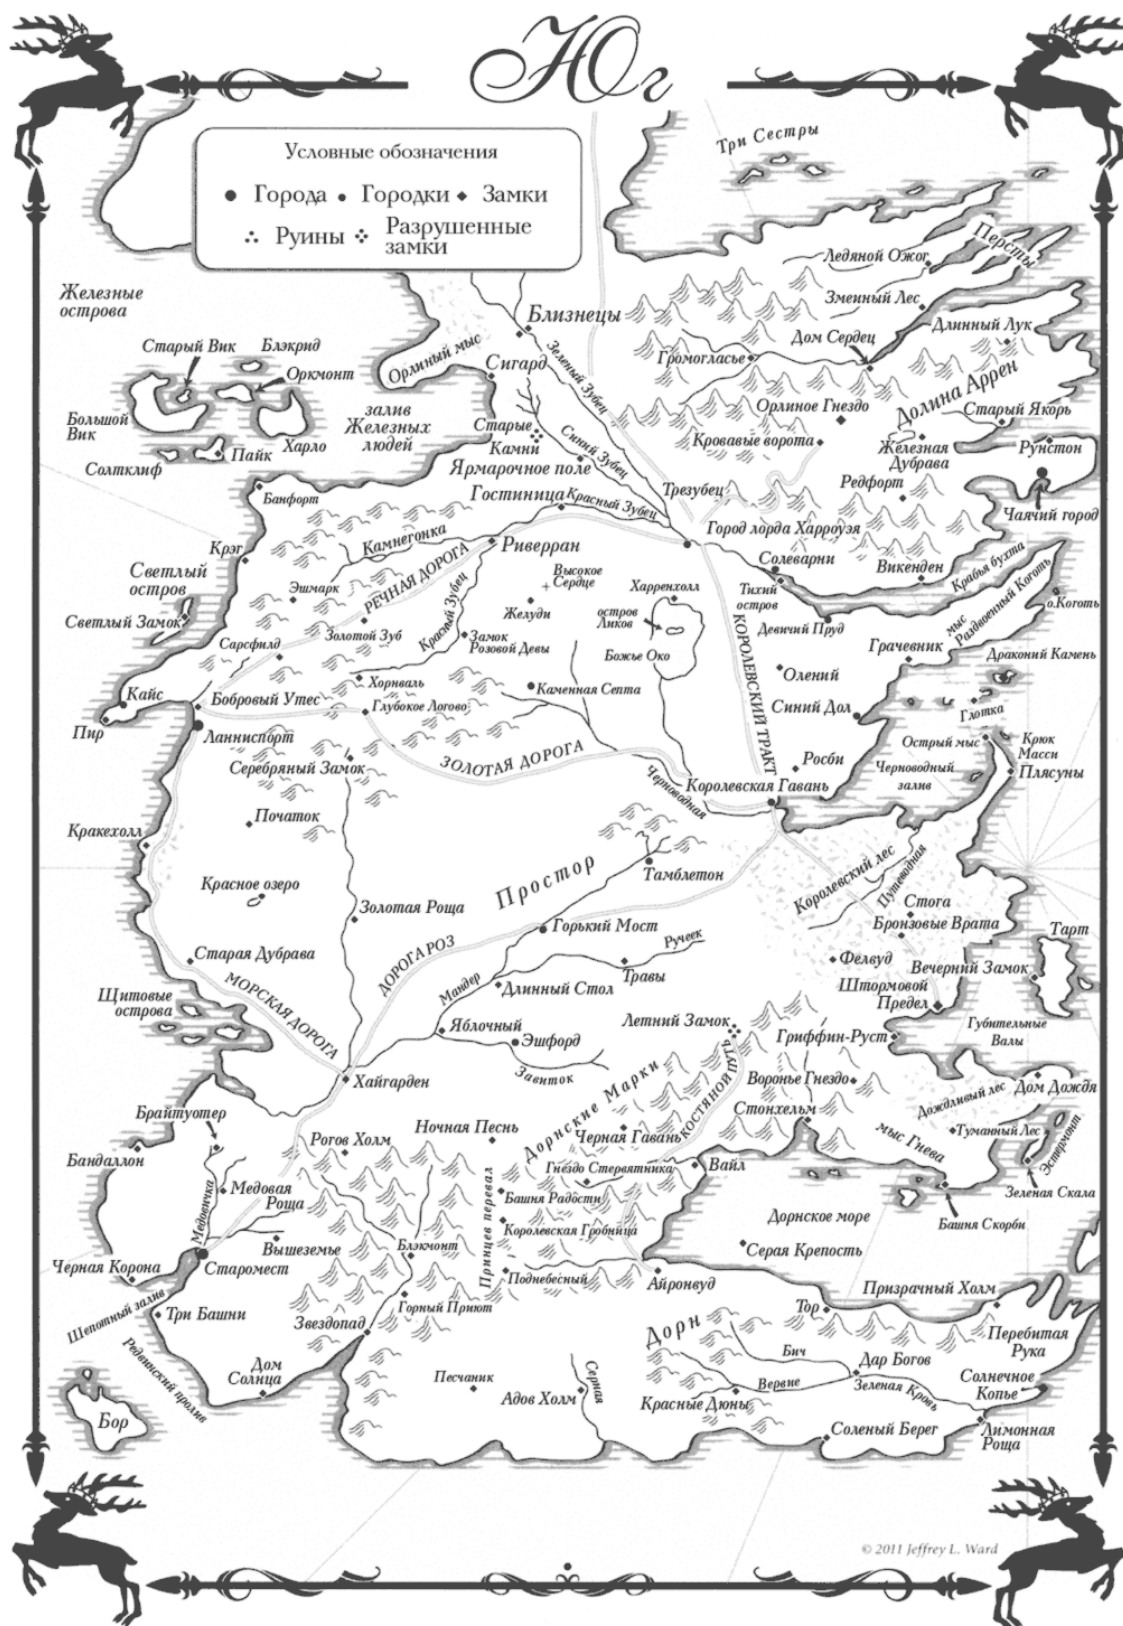 Юг
Три Сестры
Условные обозначения
Города
Городки
Замки
Руины
Разрушенные
замки
Персты
Ледяной Ожог
Железные
острова
Змеиный Лес
Близнецы
Длинный Лук
Дом Сердец
Старый Вик
Блэкрид
Орлиный мыс
Зеленый Зубец
Громогласье
Сигард
Оркмонт
Долина Аррен
Орлиное Гнездо
Старый Якорь
Большой
Вик
залив
Железных
людей
Старые
Камни
Синий Зубец
Кровавые ворота
Железная
Дубрава
Рунстон
Харло
Пайк
Солтклиф
Ярмарочное поле
Редфорт
Трезубец
Банфорт
Гостиница
Красный Зубец
Чаячий город
Город лорда Харроуэя
Камнегонка
Риверран
Крэг
Солеварни
Викенден
Крабья бухта
Светлый
остров
РЕЧНАЯ ДОРОГА
Высокое
Сердце
Харренхолл
Тихий
остров
мыс
Раздвоенный Коготь
о.Коготь
Эшмарк
Желуди
остров
Ликов
Девичий Пруд
Светлый Замок
Золотой Зуб
Красный Зубец
Замок
Розовой Девы
КОРОЛЕВСКИЙ ТРАКТ
Грачевник
Сарсфилд
Божье Око
Драконий Камень
Олений
Хорнваль
Каменная Септа
Кайс
Бобровый Утес
Глубокое Логово
Синий Дол
Глотка
Пир
Ланниспорт
Острый мыс
Крюк
Масси
ЗОЛОТАЯ ДОРОГА
Росби
Черноводный
залив
Плясуны
Серебряный Замок
Черноводная
Королевская Гавань
Початок
Кракехолл
Простор
Тамблетон
Королевский лес
Путеводная
Красное озеро
Стога
Золотая Роща
Горький Мост
Бронзовые Врата
Тарт
ДОРОГА РОЗ
Ручеек
Старая Дубрава
Фелвуд
Вечерний Замок
МОРСКАЯ ДОРОГА
Мандер
Травы
Длинный Стол
Штормовой
Предел
Щитовые
острова
Яблочный
Летний Замок
Губительные
Валы
Эшфорд
Гриффин-Руст
Завиток
Хайгарден
Дорнские Марки
КОСТЯНОЙ ПУТЬ
Воронье Гнездо
Дождливый лес
Дом Дождя
Брайтуотер
Стонхельм
Ночная Песнь
Рогов Холм
Черная Гавань
мыс Гнева
Туманный Лес
Эстермонт
Бандаллон
Гнездо Стервятника
Вайл
Медовая
Роща
Принцев перевал
Башня Радости
Зеленая Скала
Медовичка
Королевская Гробница
Дорнское море
Башня Скорби
Вышеземье
Блэкмонт
Серая Крепость
Черная Корона
Старомест
Поднебесный
Айронвуд
Призрачный Холм
Шепотный залив
Три Башни
Горный Приют
Тор
Звездопад
Дорн
Перебитая
Рука
Редвинский пролив
Бич
Дар Богов
Дом
Солнца
Песчаник
Серная
Вервие
Солнечное
Копье
Адов Холм
Красные Дюны
Зеленая Кровь
Бор
Соленый Берег
Лимонная
Роща
© 2011 Jeffrey L. Ward